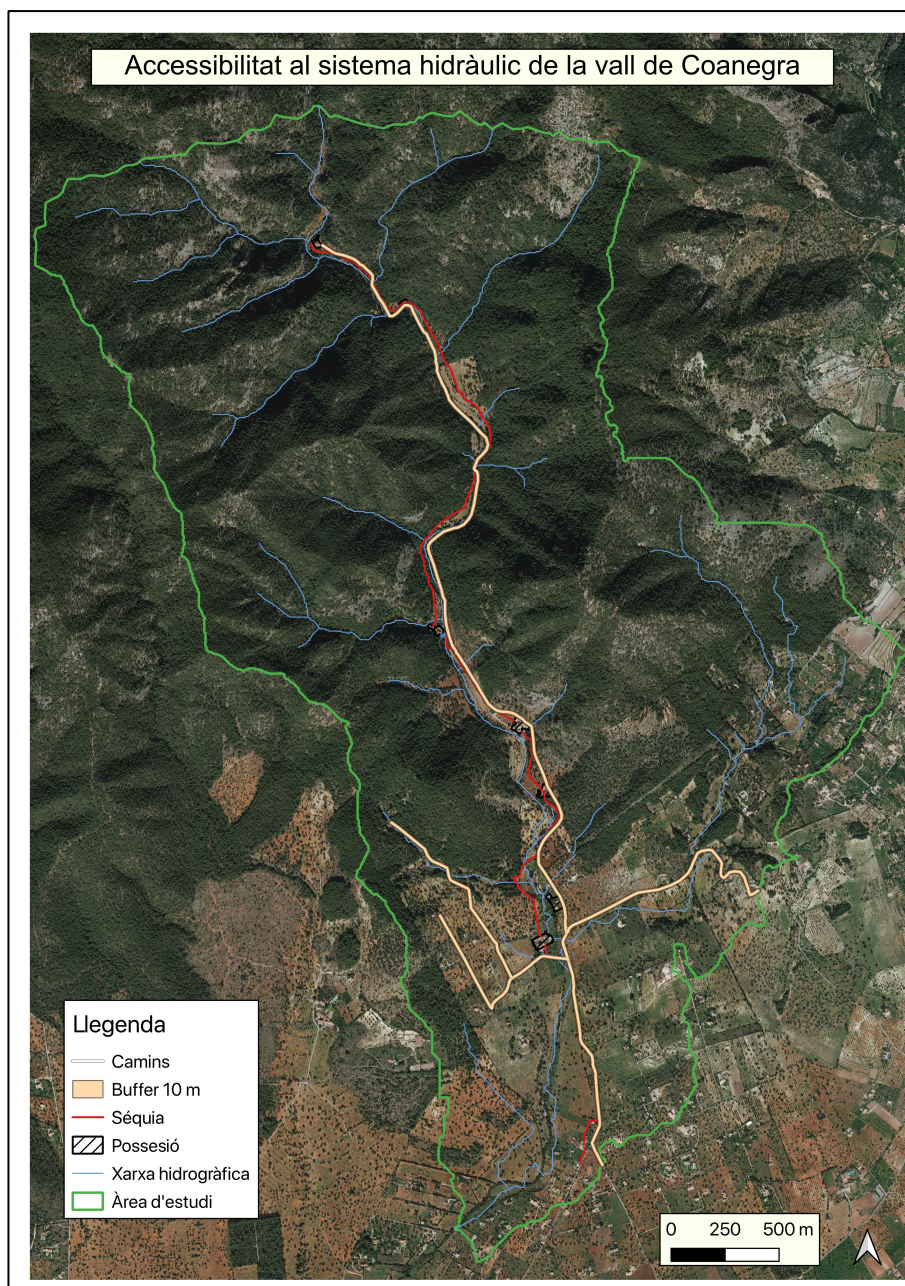 Accessibilitat al sistema hidràulic de la vall de Coanegra
Llegenda
Camins
Buffer 10 m
Séquia
Possesió
Xarxa hidrogràfica
Àrea d'estudi
0 250 500 m